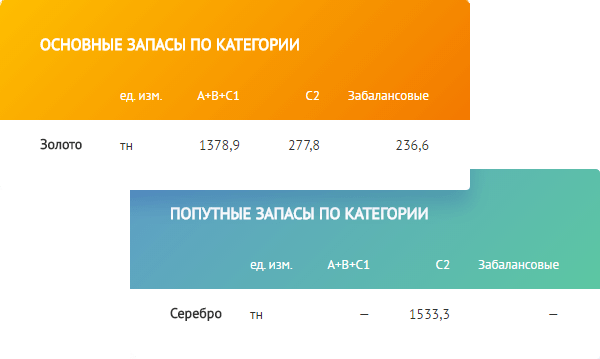 ОСНОВНЫЕ ЗАПАСЫ ПО КАТЕГОРИИ
ед. изм. A+B+C1 C2 Забалансовые
Золото тн 1378,9 277,8 236,6
ПОПУТНЫЕ ЗАПАСЫ ПО КАТЕГОРИИ
ед. изм. A+B+C1 C2 Забалансовые
Серебро тн — 1533,3 —